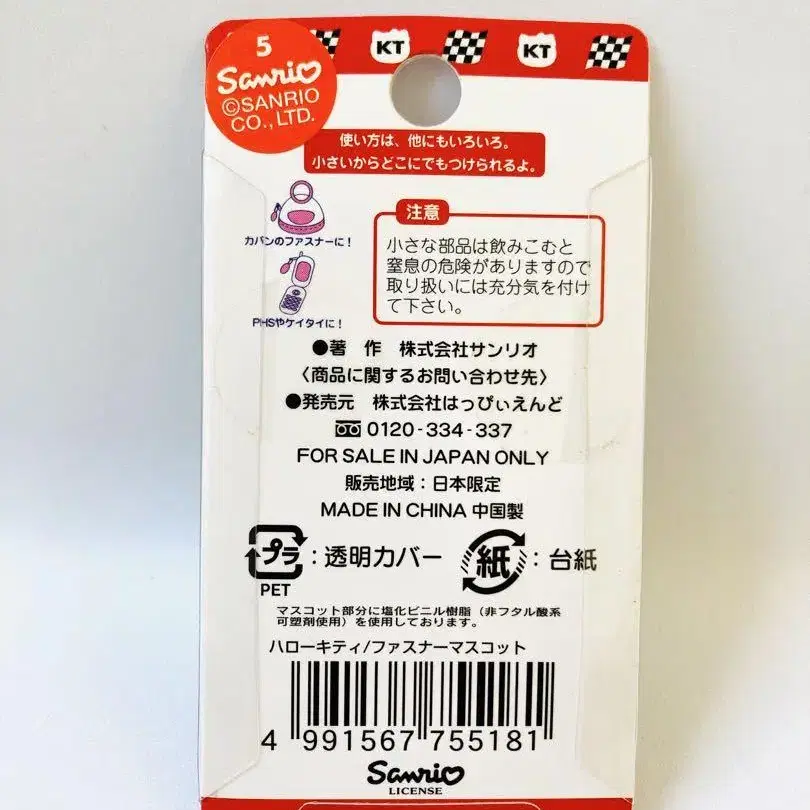 5
Sanrio
©SANRIO
CO., LTD.
KT
KT
使い方は、他にもいろいろ。
小さいからどこにでもつけられるよ。
カバンのファスナーに!
PHSやケイタイに!
注意
小さな部品は飲みこむと
窒息の危険がありますので
取り扱いには充分気を付け
て下さい。
●著 作 株式会社サンリオ
〈商品に関するお問い合わせ先〉
●発売元 株式会社はっぴぃえんど
0120-334-337
FOR SALE IN JAPAN ONLY
販売地域:日本限定
MADE IN CHINA 中国製
プラ:透明カバー
PET
紙:台紙
マスコット部分に塩化ビニル樹脂(非フタル酸系
可塑剤使用)を使用しております。
ハローキティ/ファスナーマスコット
4 991567 755181
Sanrio
LICENSE